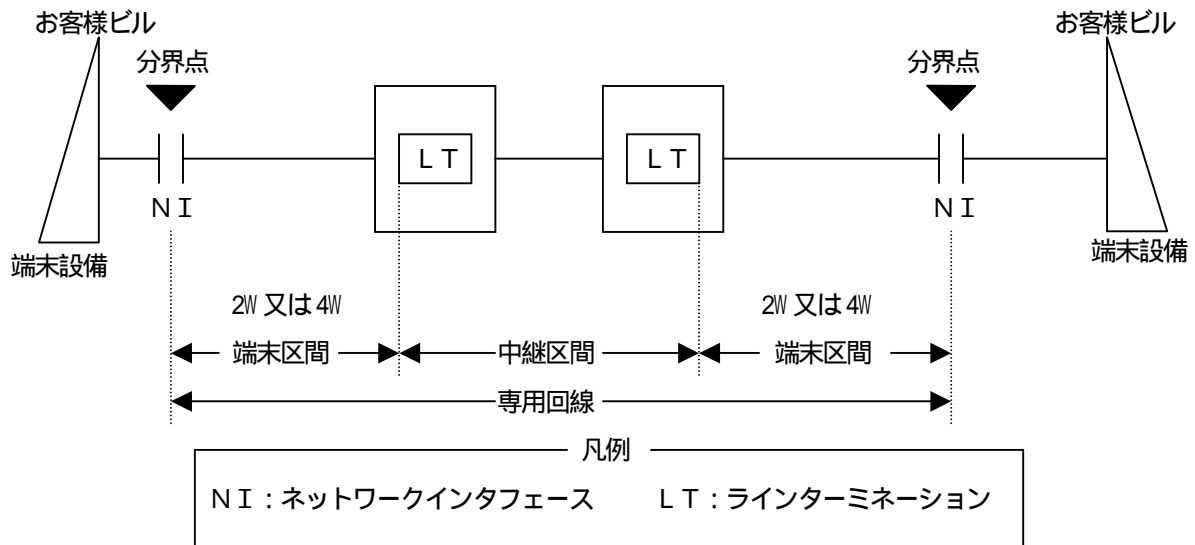 お客様ビル
お客様ビル
分界点
分界点
ＬＴ
ＬＴ
ＮＩ
ＮＩ
端末設備
端末設備
2W 又は 4W
2W 又は 4W
端末区間
中継区間
端末区間
専用回線
凡例
ＮＩ：ネットワークインタフェース　ＬＴ：ラインターミネーション